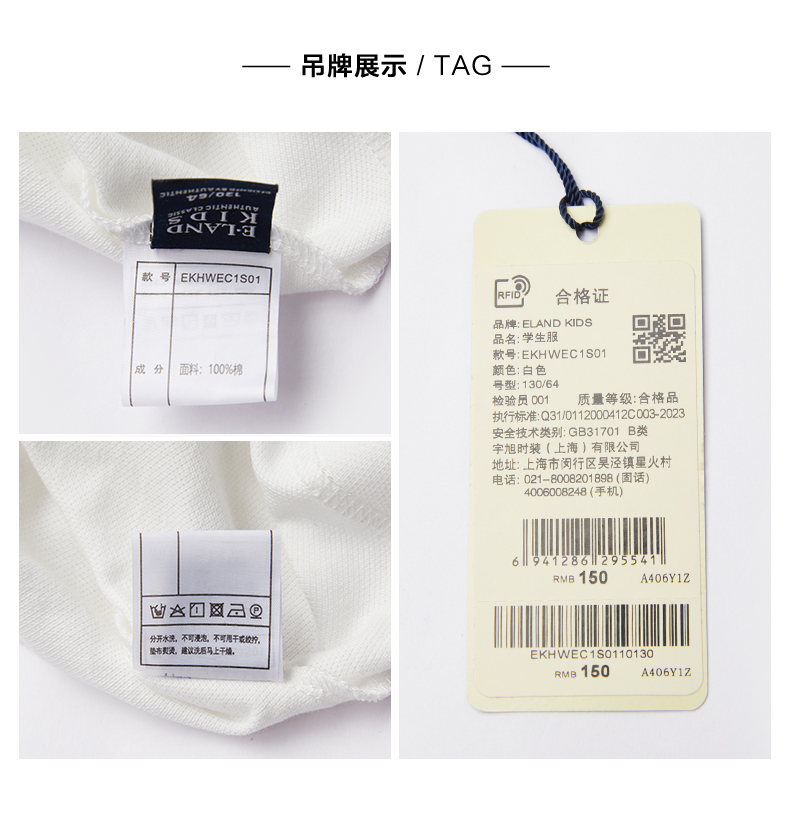 吊牌展示 / TAG
E·LAND
KIDS
AUTHENTIC CLASSIC
130/64
款 号 EKHWEC1S01
成 分 面料: 100%棉
分开水洗。不可浸泡。不可甩干或绞拧。
垫布熨烫。建议洗后马上干燥。
RFID
合格证
品牌: ELAND KIDS
品名: 学生服
款号: EKHWEC1S01
颜色: 白色
号型: 130/64
检验员 001 质量等级: 合格品
执行标准: Q31/0112000412C003-2023
安全技术类别: GB31701 B类
宇旭时装 (上海) 有限公司
地址: 上海市闵行区吴泾镇星火村
电话: 021-8008201898 (固话)
4006008248 (手机)
6 941286 295541
RMB 150 A406Y1Z
EKHWEC1S0110130
RMB 150 A406Y1Z